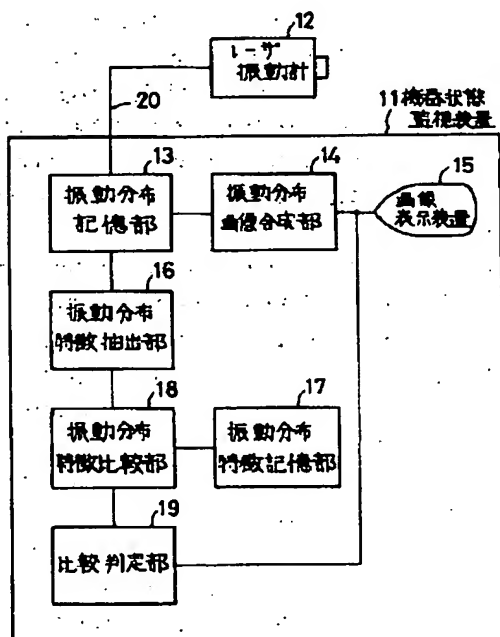 12
レーザ
振動計
20
11 機器状態
監視装置
13
振動分布
記憶部
14
振動分布
画像合成部
15
画像
表示装置
16
振動分布
特徴抽出部
18
振動分布
特徴比較部
17
振動分布
特徴記憶部
19
比較判定部